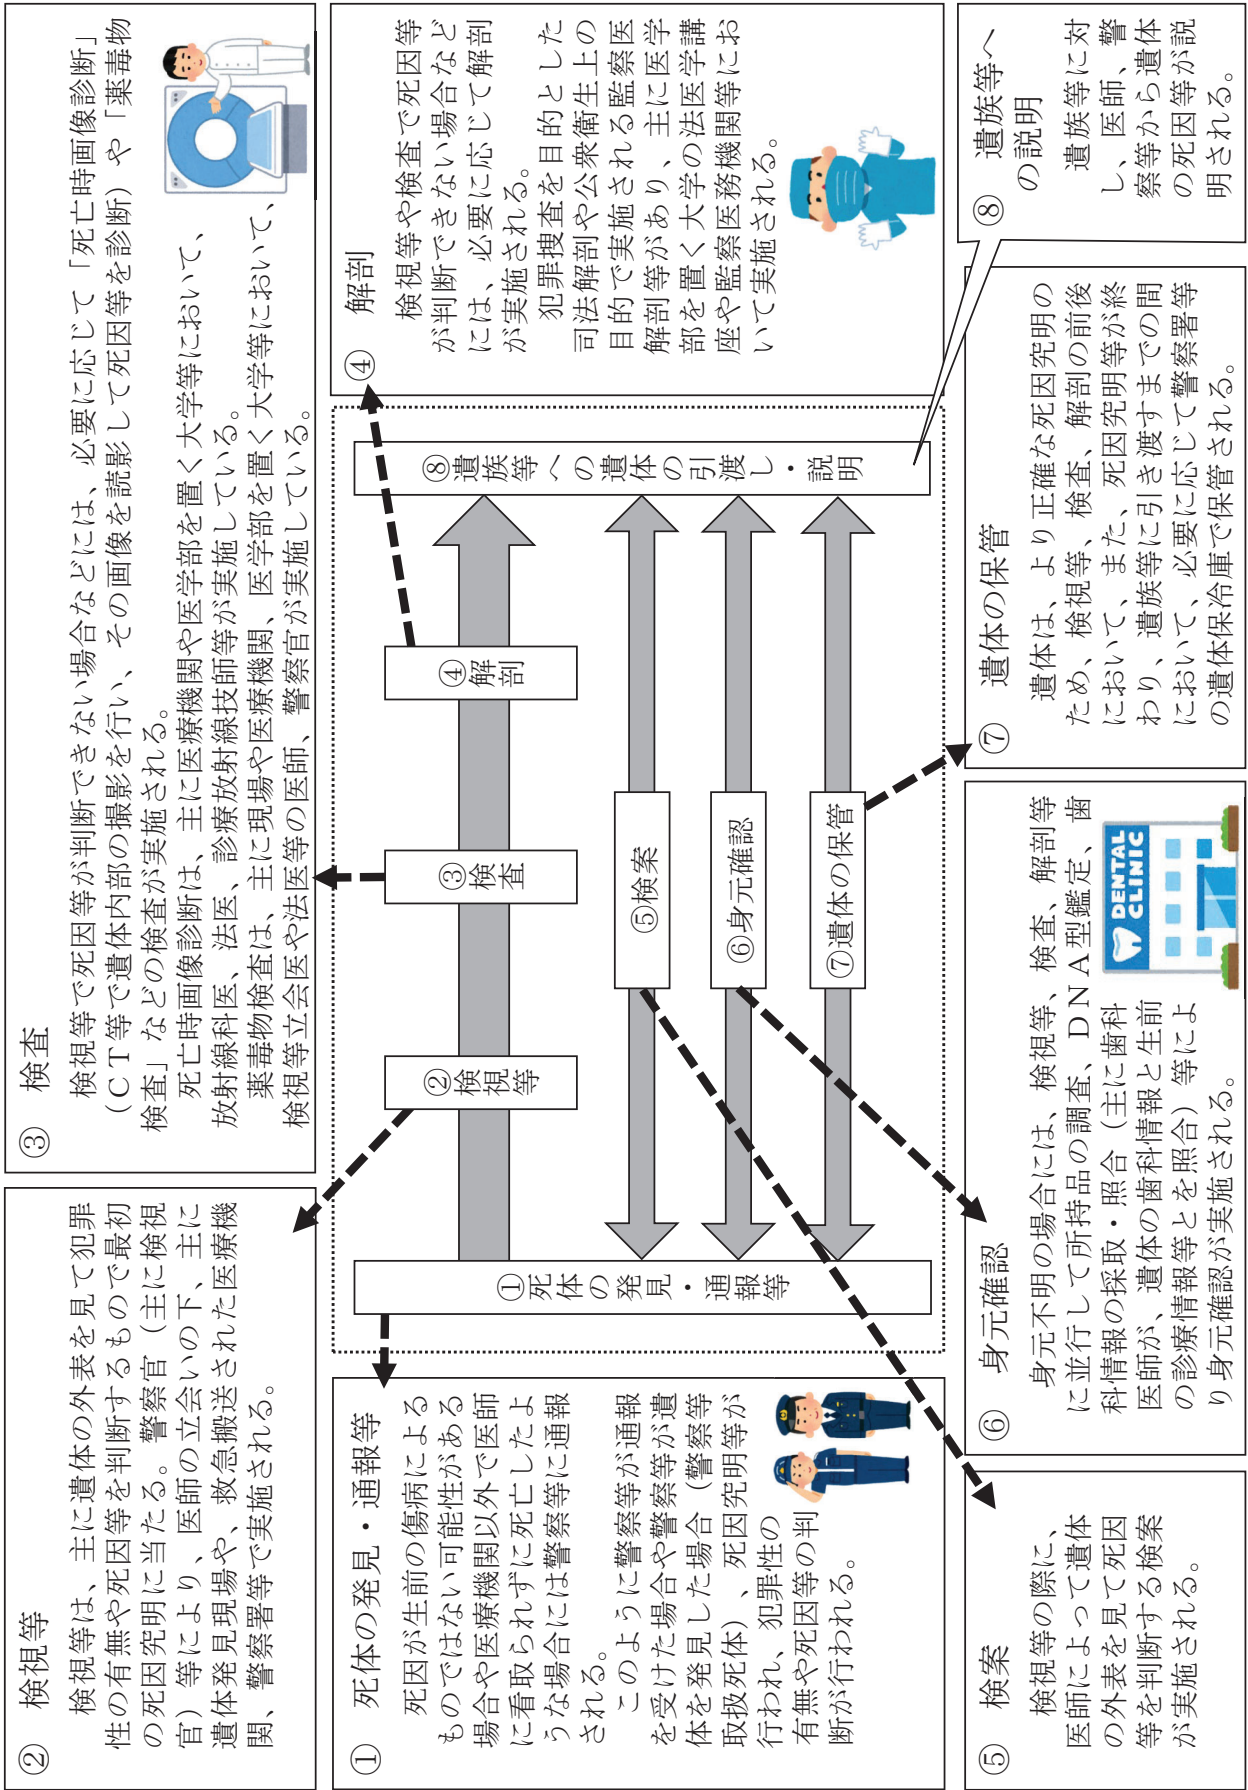 ② 検視等
検視等は、主に遺体の外表を見て犯罪
性の有無や死因等を判断するもので最初
の死因究明に当たる。警察官（主に検視
官）等により、医師の立会いの下、主に
遺体発見現場や、救急搬送された医療機
関、警察署等で実施される。
③ 検査
検視等で死因等が判断できない場合などには、必要に応じて「死亡時画像診断」
（ＣＴ等で遺体内部の撮影を行い、その画像を読影して死因等を診断）や「薬毒物
検査」などの検査が実施される。
死亡時画像診断は、主に医療機関や医学部を置く大学等において、
放射線科医、法医、診療放射線技師等が実施している。
薬毒物検査は、主に現場や医療機関、医学部を置く大学等において、
検視等立会医や法医等の医師、警察官が実施している。
① 死体の発見・通報等
死因が生前の傷病による
ものではない可能性がある
場合や医療機関以外で医師
に看取られずに死亡したよ
うな場合には警察等に通報
される。
このように警察等が通報
を受けた場合や警察等が遺
体を発見した場合（警察等
取扱死体）、死因究明等が
行われ、犯罪性の
有無や死因等の判
断が行われる。
①死体の発見・通報等
②検視等
③検査
④解剖
⑤検案
⑥身元確認
⑦遺体の保管
⑧遺族等への遺体の引渡し・説明
④ 解剖
検視等や検査で死因等
が判断できない場合など
には、必要に応じて解剖
が実施される。
犯罪捜査を目的とした
司法解剖や公衆衛生上の
目的で実施される監察医
解剖等があり、主に医学
部を置く大学の法医学講
座や監察医務機関等にお
いて実施される。
⑤ 検案
検視等の際に、
医師によって遺体
の外表を見て死因
等を判断する検案
が実施される。
⑥ 身元確認
身元不明の場合には、検視等、検査、解剖等
に並行して所持品の調査、ＤＮＡ型鑑定、歯
科情報の採取・照合（主に歯科
医師が、遺体の歯科情報と生前
の診療情報等とを照合）等によ
り身元確認が実施される。
DENTAL
CLINIC
⑦ 遺体の保管
遺体は、より正確な死因究明の
ため、検視等、検査、解剖の前後
において、また、死因究明等が終
わり、遺族等に引き渡すまでの間
において、必要に応じて警察署等
の遺体保冷庫で保管される。
⑧ 遺族等へ
の説明
遺族等に対
し、医師、警
察等から遺体
の死因等が説
明される。